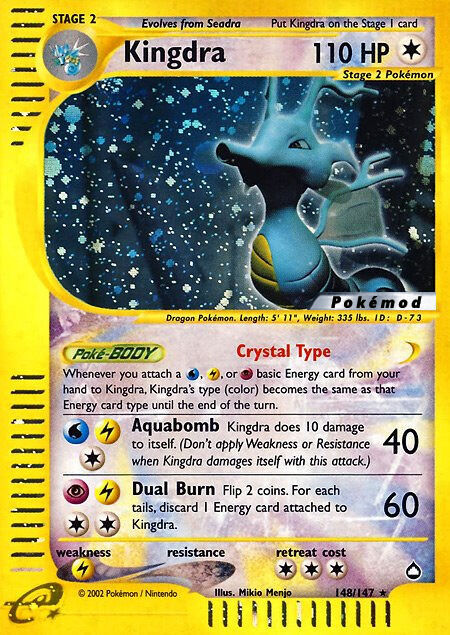 STAGE 2
Evolves from Seadra
Put Kingdra on the Stage 1 card
Kingdra
110 HP
Stage 2 Pokémon
Pokémod
Dragon Pokémon. Length: 5' 11", Weight: 335 lbs. ID: D-73
Poké-BODY
Crystal Type
Whenever you attach a , , or basic Energy card from your
hand to Kingdra, Kingdra's type (color) becomes the same as that
Energy card type until the end of the turn.
Aquabomb Kingdra does 10 damage
to itself. (Don't apply Weakness or Resistance
when Kingdra damages itself with this attack.)
40
Dual Burn Flip 2 coins. For each
tails, discard 1 Energy card attached to
Kingdra.
60
weakness
resistance
retreat cost
© 2002 Pokémon / Nintendo
Illus. Mikio Menjo
148/147 ★
e